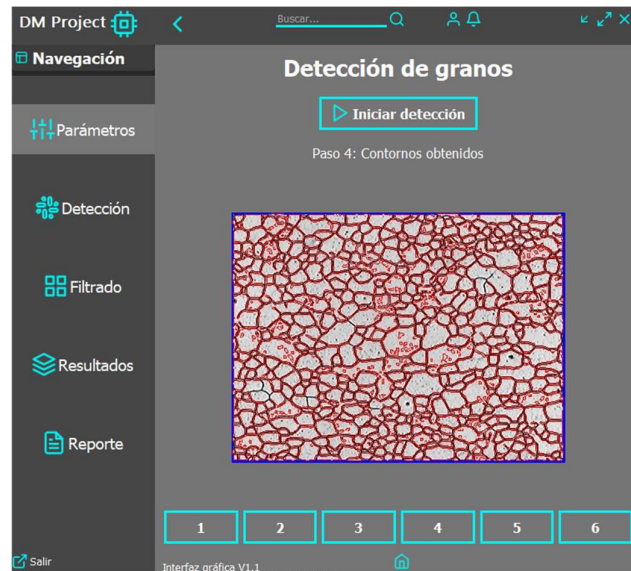 DM Project
Buscar...
Navegación
Detección de granos
Iniciar detección
Parámetros
Paso 4: Contornos obtenidos
Detección
Filtrado
Resultados
Reporte
1 2 3 4 5 6
Salir
Interfaz gráfica V1.1